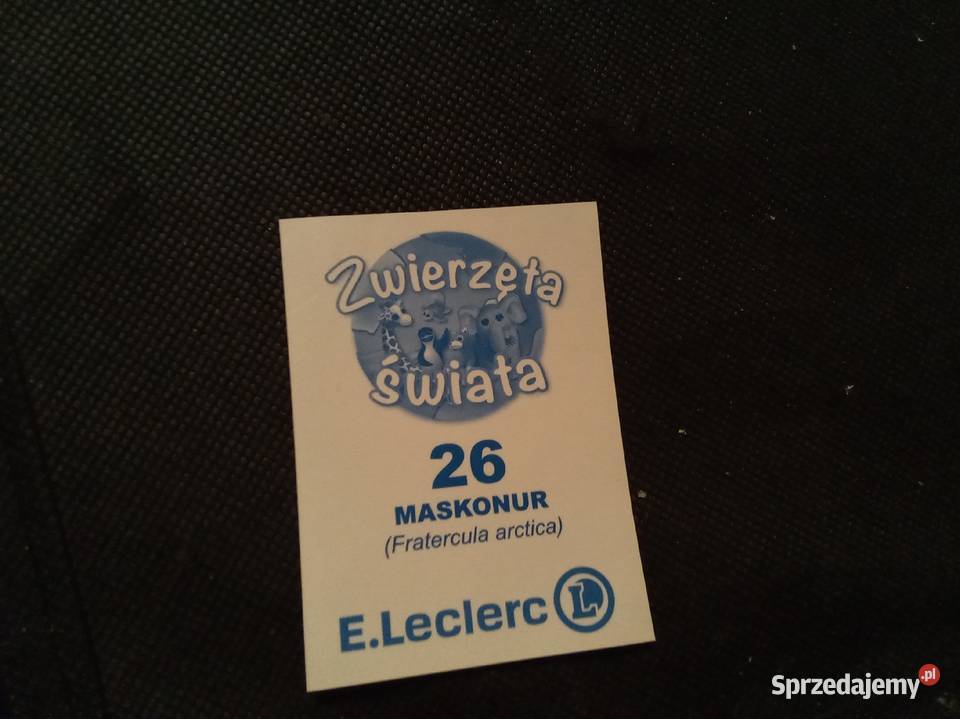 Zwierzęta
świata
26
MASKONUR
(Fratercula arctica)
E.Leclerc L
Sprzedajemy.pl